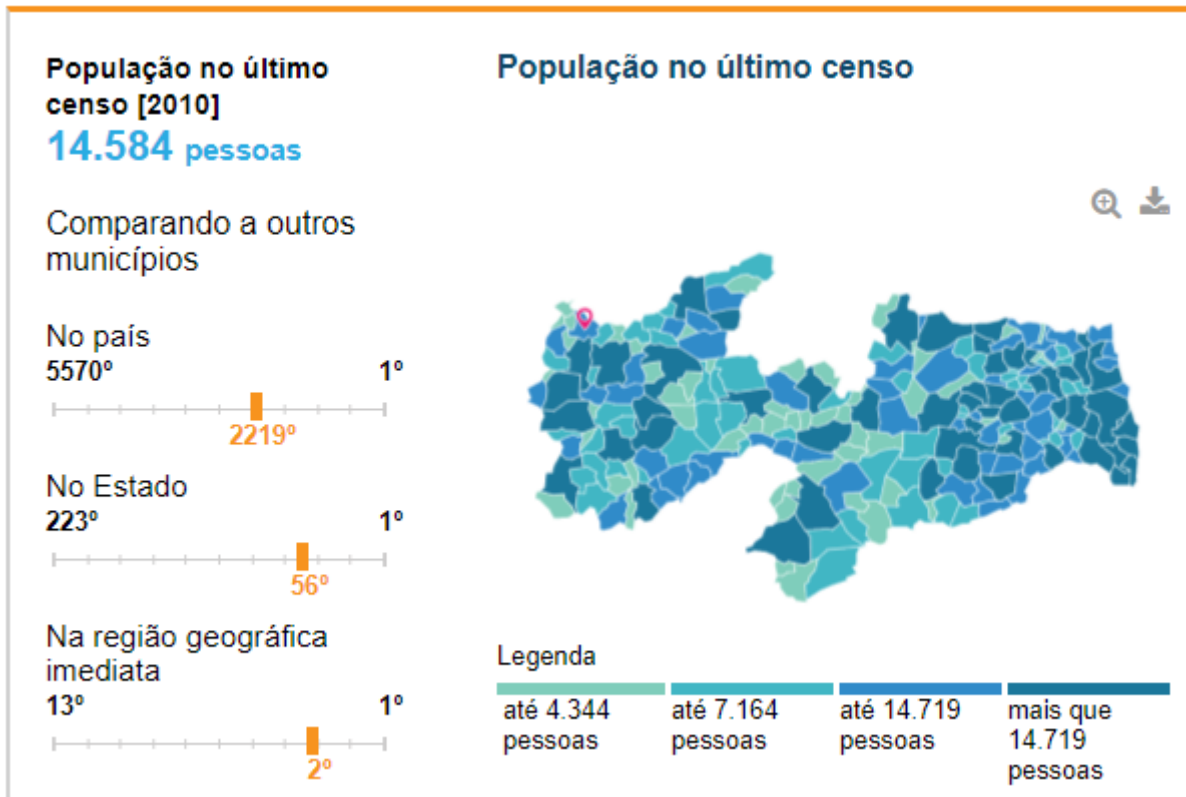 População no último
censo [2010]
14.584 pessoas
Comparando a outros
municípios
No país
5570º 1º
2219º
No Estado
223º 1º
56º
Na região geográfica
imediata
13º 1º
2º
População no último censo
Legenda
até 4.344
pessoas
até 7.164
pessoas
até 14.719
pessoas
mais que
14.719
pessoas